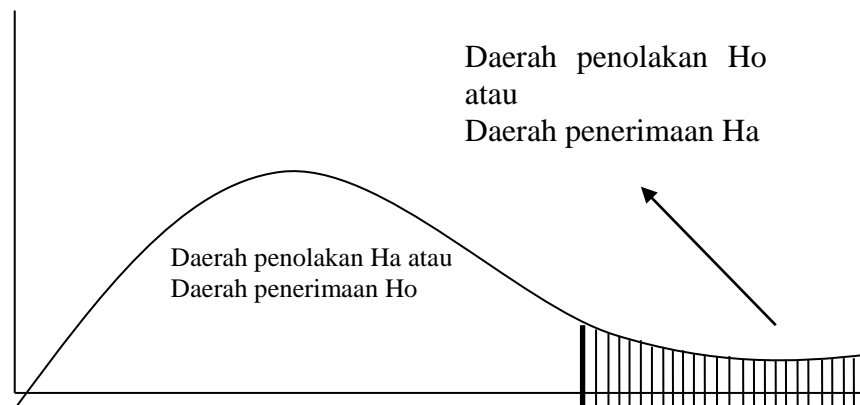 Daerah penolakan Ho
atau
Daerah penerimaan Ha
Daerah penolakan Ha atau
Daerah penerimaan Ho